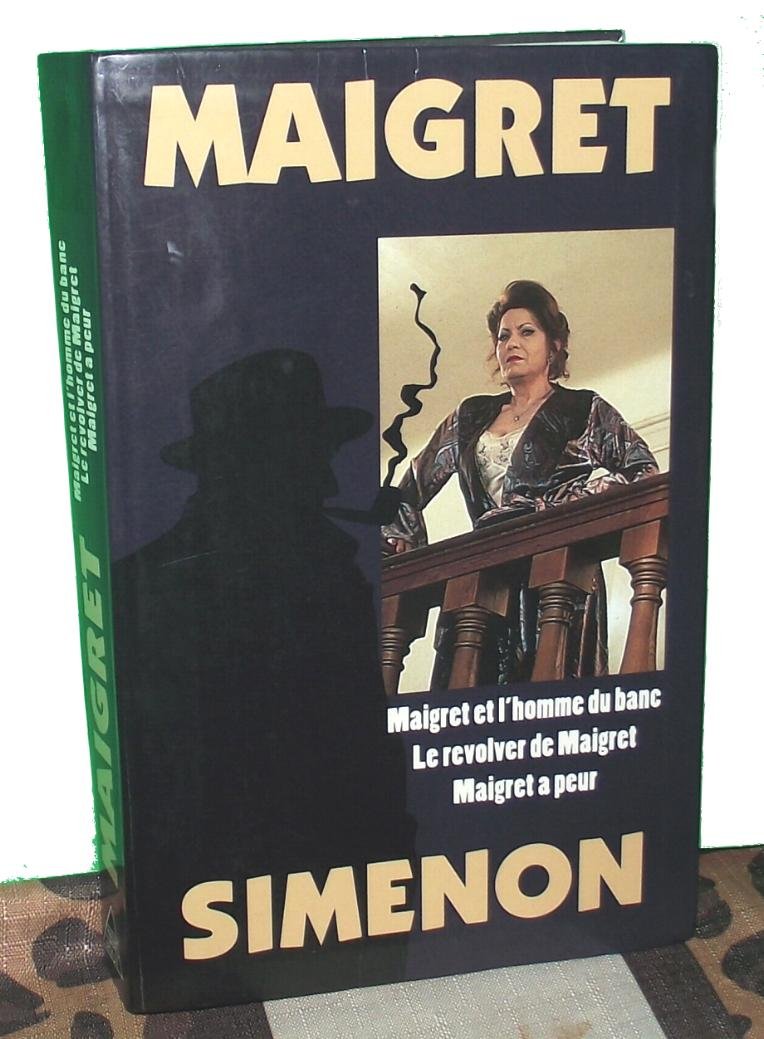 MAIGRET
Maigret et l'homme du banc
Le revolver de Maigret
Maigret a peur
SIMENON
Maigret et l'homme du banc
Le revolver de Maigret
Maigret a peur
MAIGRET